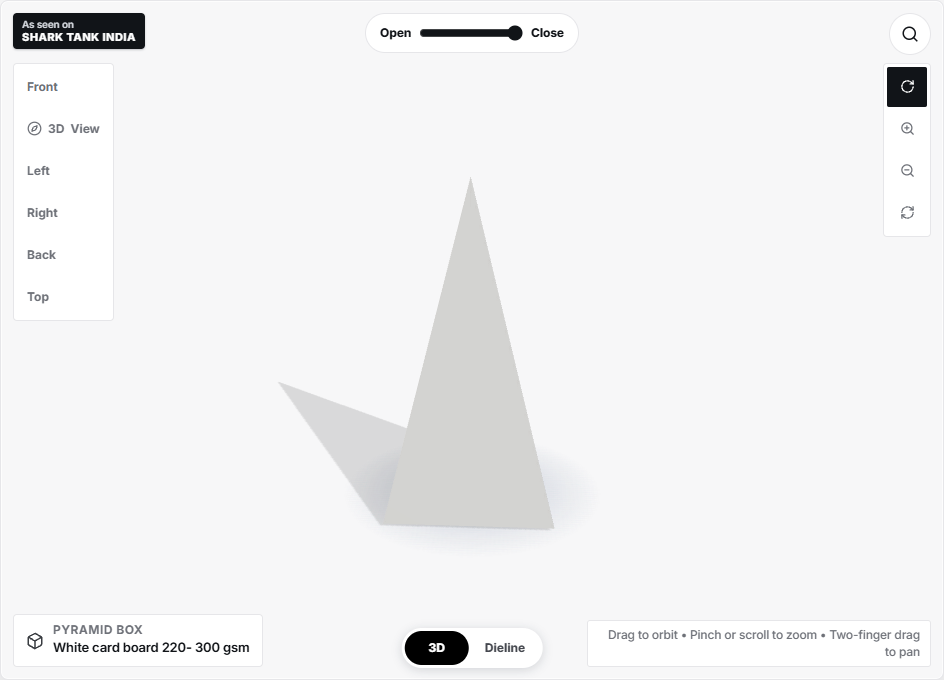 As seen on
SHARK TANK INDIA
Open
Close
Front
3D View
Left
Right
Back
Top
PYRAMID BOX
White card board 220- 300 gsm
3D
Dieline
Drag to orbit • Pinch or scroll to zoom • Two-finger drag
to pan